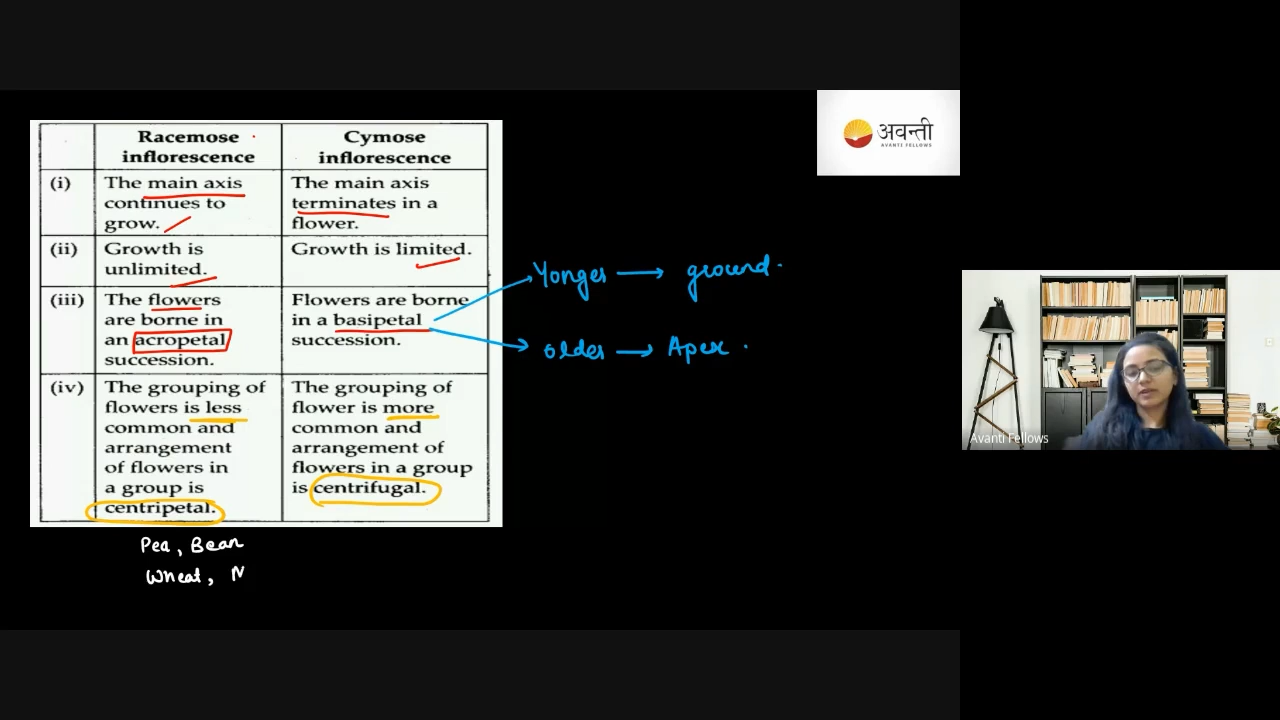 अवन्ती
AVANTI FELLOWS
Racemose
inflorescence
Cymose
inflorescence
(i)
The main axis
continues to
grow.
The main axis
terminates in a
flower.
(ii)
Growth is
unlimited.
Growth is limited.
(iii)
The flowers
are borne in
an acropetal
succession.
Flowers are borne
in a basipetal
succession.
Yonger → ground.
older → Apex.
(iv)
The grouping of
flowers is less
common and
arrangement
of flowers in
a group is
centripetal.
The grouping of
flower is more
common and
arrangement of
flowers in a group
is centrifugal.
Pea, Bean
Wheat, N
Avanti Fellows